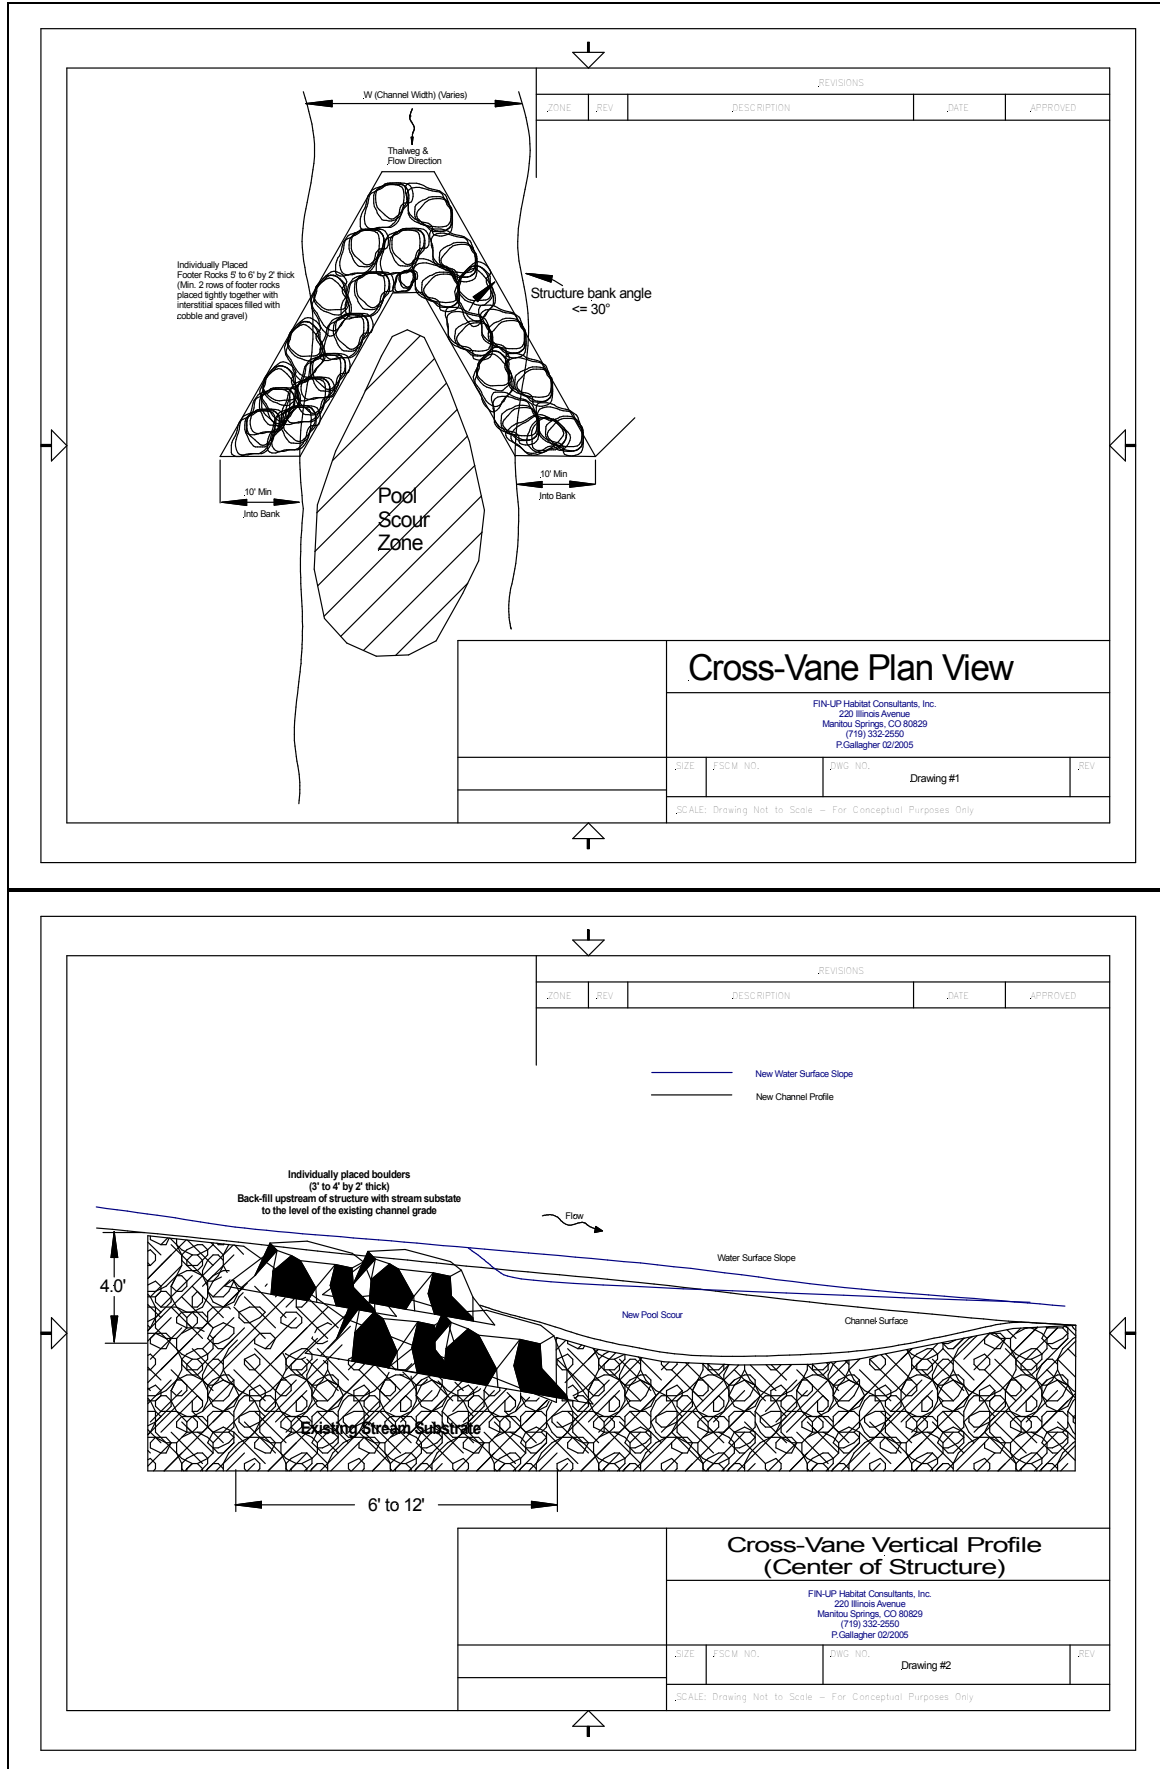 REVISIONS
ZONE REV DESCRIPTION DATE APPROVED
W (Channel Width) (Varies)
Thalweg &
Flow Direction
Individually Placed
Footer Rocks 5' to 6' by 2' thick
(Min. 2 rows of footer rocks
placed tightly together with
interstitial spaces filled with
cobble and gravel)
Structure bank angle
<= 30°
10' Min
Into Bank
10' Min
Into Bank
Pool
Scour
Zone
Cross-Vane Plan View
FIN-UP Habitat Consultants, Inc.
220 Illinois Avenue
Manitou Springs, CO 80829
(719) 332-2550
P.Gallagher 02/2005
SIZE FSCM NO. DWG NO. REV
Drawing #1
SCALE: Drawing Not to Scale - For Conceptual Purposes Only
REVISIONS
ZONE REV DESCRIPTION DATE APPROVED
New Water Surface Slope
New Channel Profile
Individually placed boulders
(3' to 4' by 2' thick)
Back-fill upstream of structure with stream substate
to the level of the existing channel grade
Flow
Water Surface Slope
4.0'
New Pool Scour
Channel Surface
Existing Stream Substrate
6' to 12'
Cross-Vane Vertical Profile
(Center of Structure)
FIN-UP Habitat Consultants, Inc.
220 Illinois Avenue
Manitou Springs, CO 80829
(719) 332-2550
P.Gallagher 02/2005
SIZE FSCM NO. DWG NO. REV
Drawing #2
SCALE: Drawing Not to Scale - For Conceptual Purposes Only